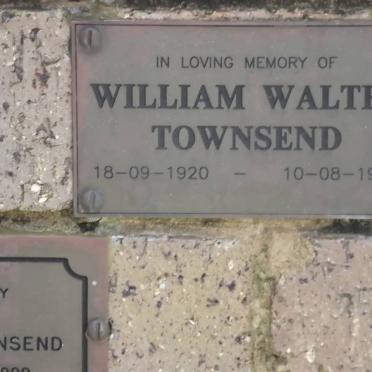 IN LOVING MEMORY OF
WILLIAM WALTE
TOWNSEND
18-09-1920 - 10-08-19
Y
NSEND